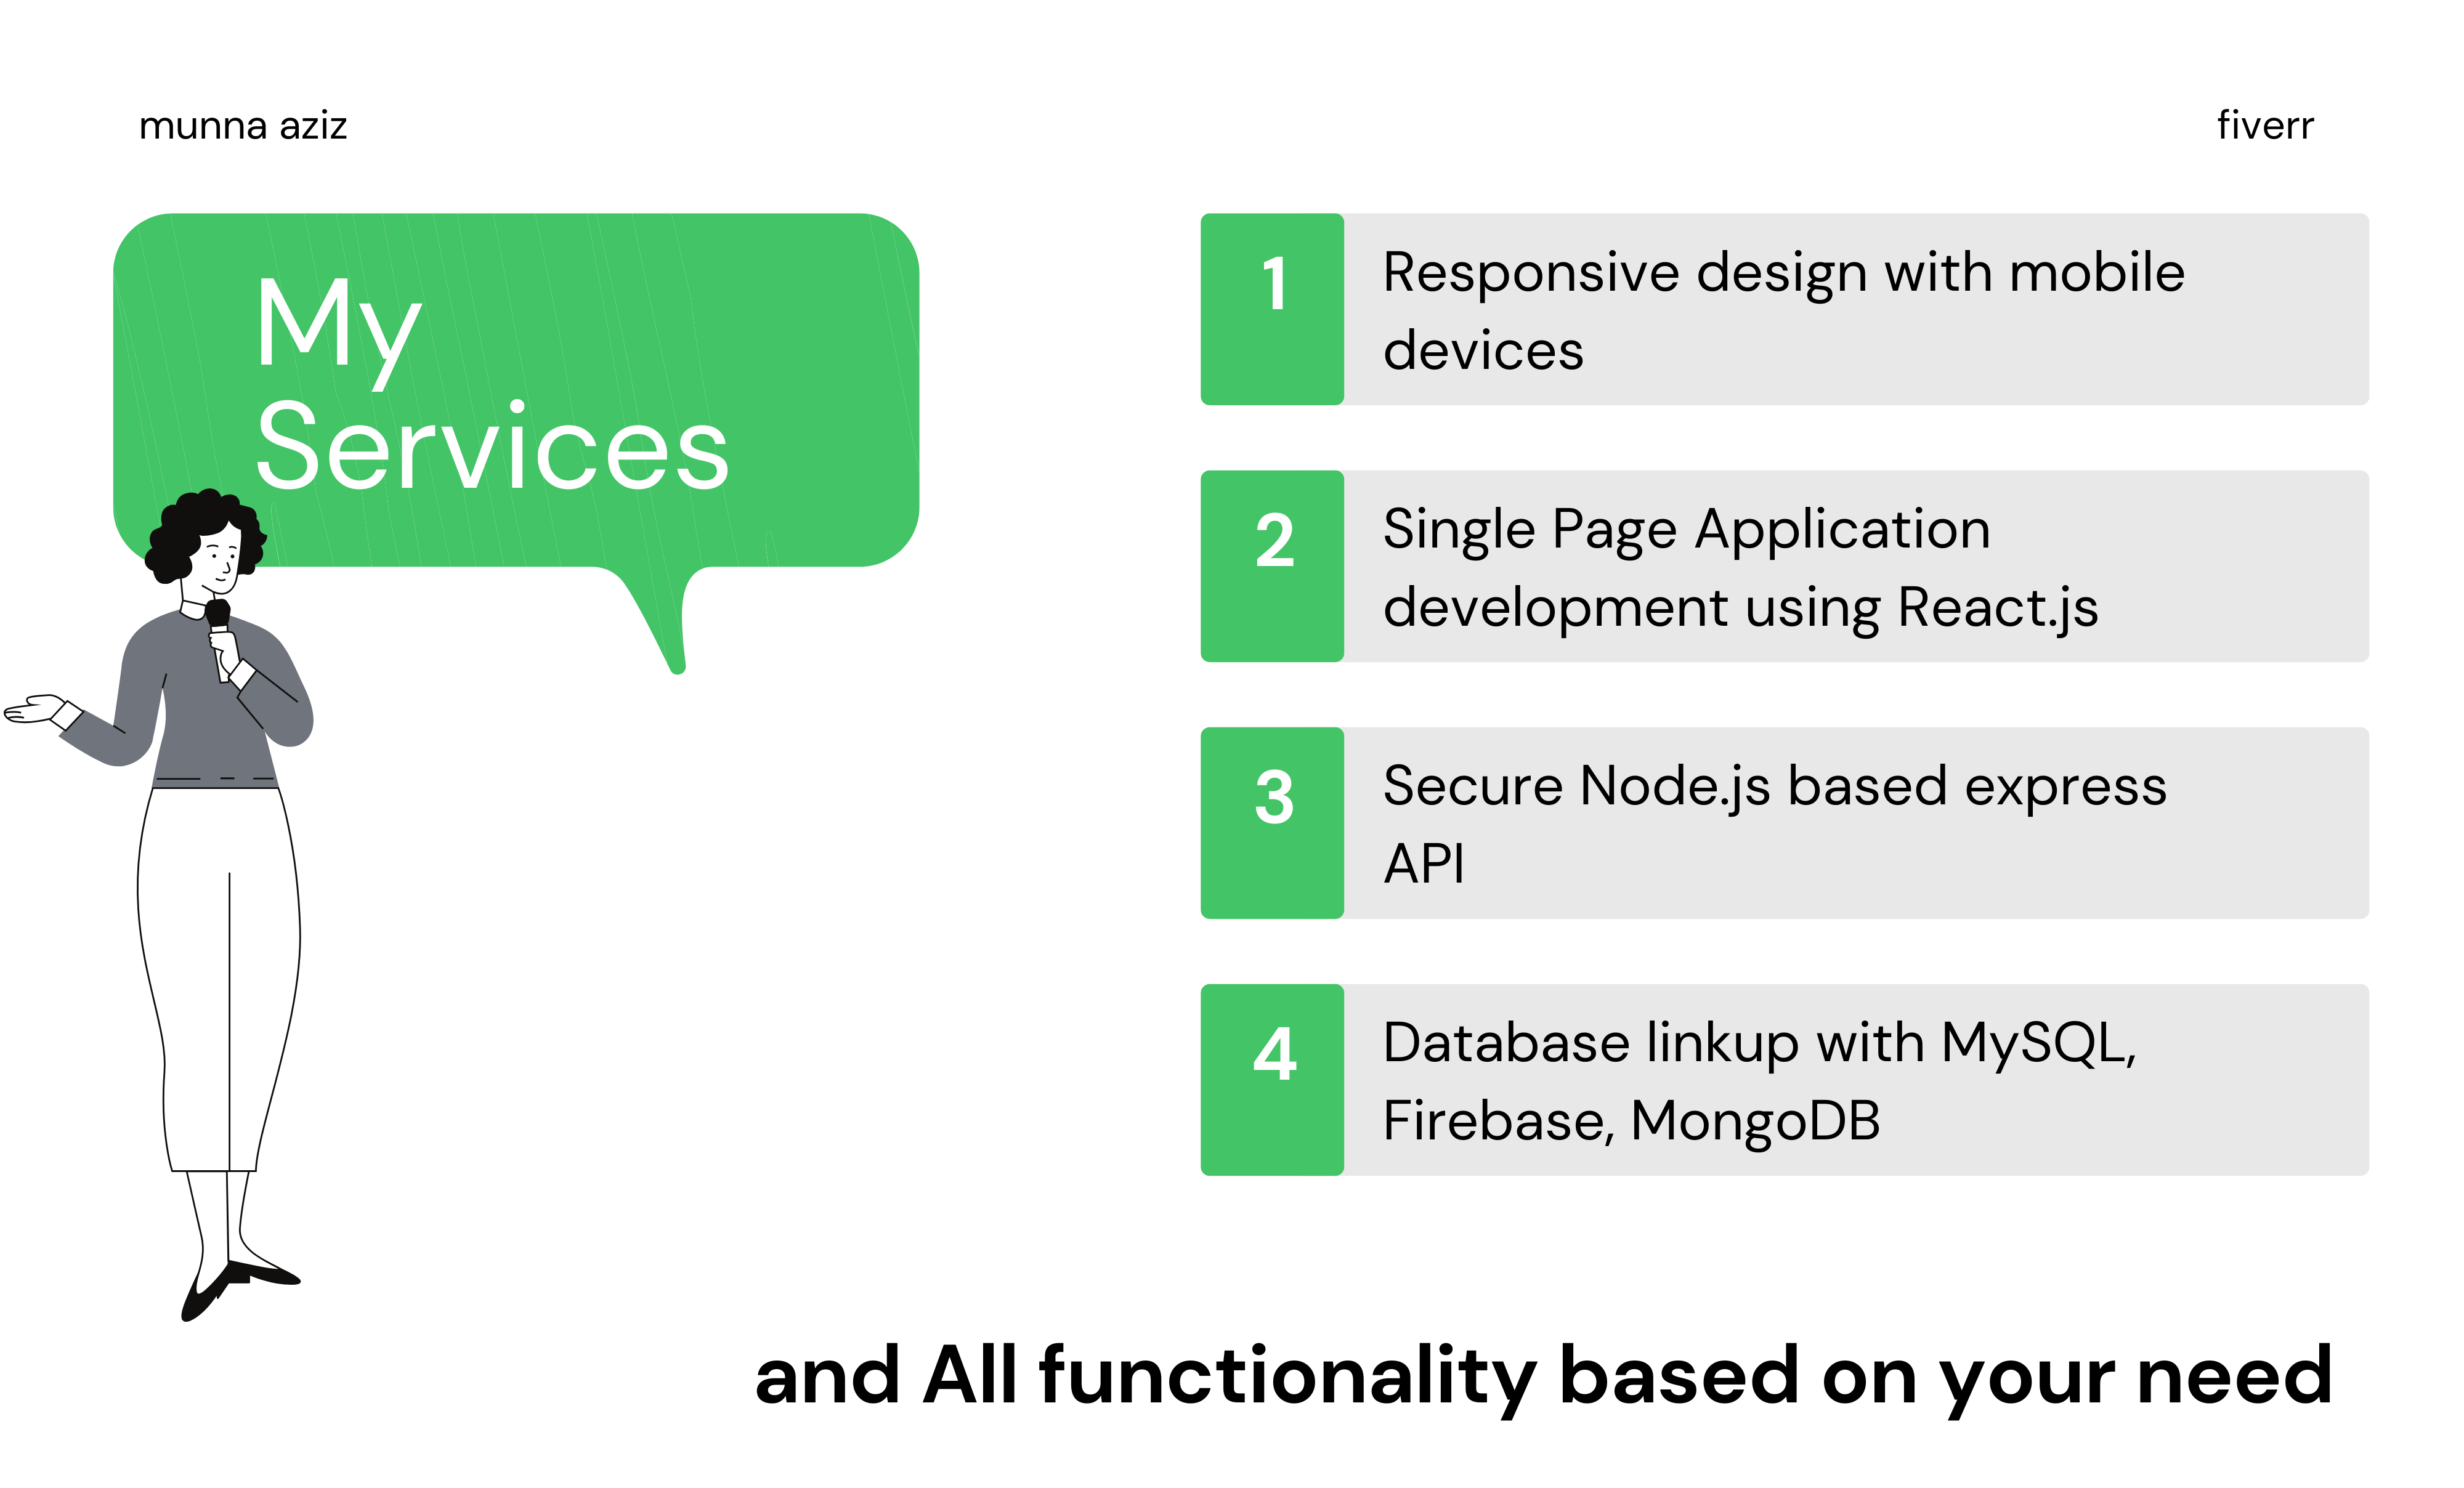 munna aziz
fiverr
My
Services
1
Responsive design with mobile
devices
2
Single Page Application
development using React.js
3
Secure Node.js based express
API
4
Database linkup with MySQL,
Firebase, MongoDB
and All functionality based on your need